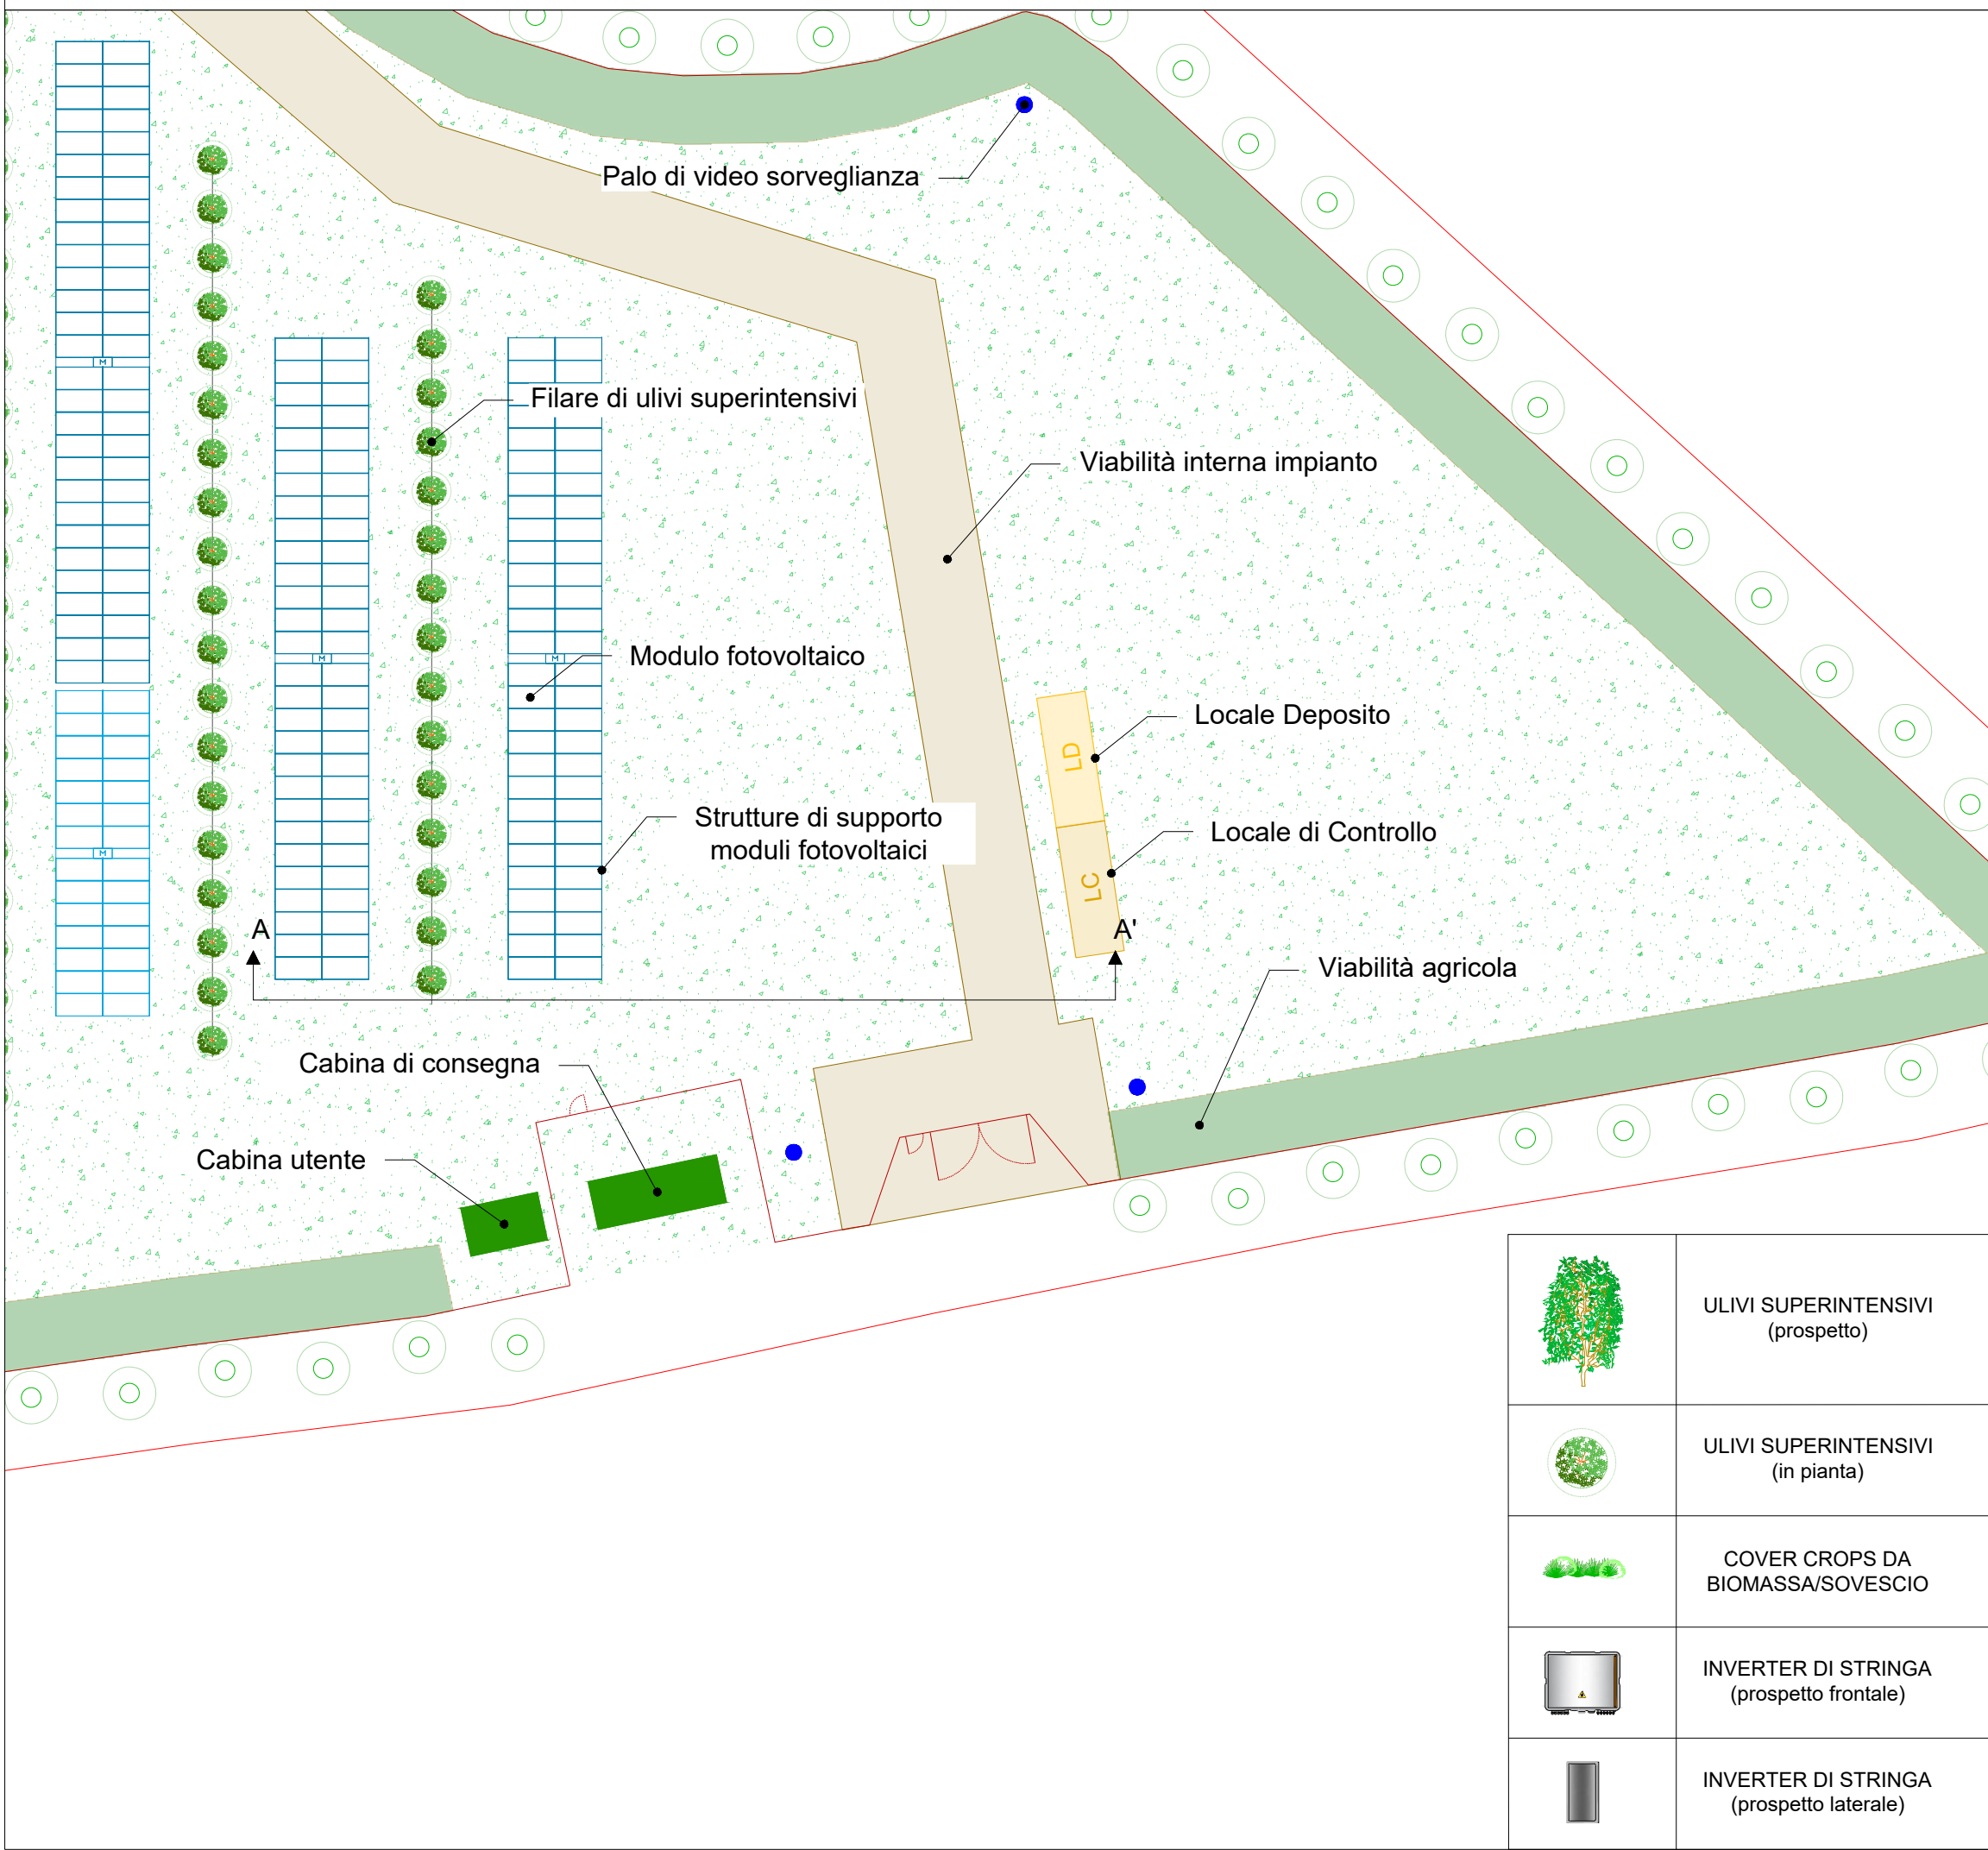 Palo di video sorveglianza
M
Filare di ulivi superintensivi
Viabilità interna impianto
M
M
Modulo fotovoltaico
Locale Deposito
LD
Strutture di supporto
moduli fotovoltaici
Locale di Controllo
M
LC
A
A'
Viabilità agricola
Cabina di consegna
Cabina utente
ULIVI SUPERINTENSIVI
(prospetto)
ULIVI SUPERINTENSIVI
(in pianta)
COVER CROPS DA
BIOMASSA/SOVESCIO
INVERTER DI STRINGA
(prospetto frontale)
INVERTER DI STRINGA
(prospetto laterale)